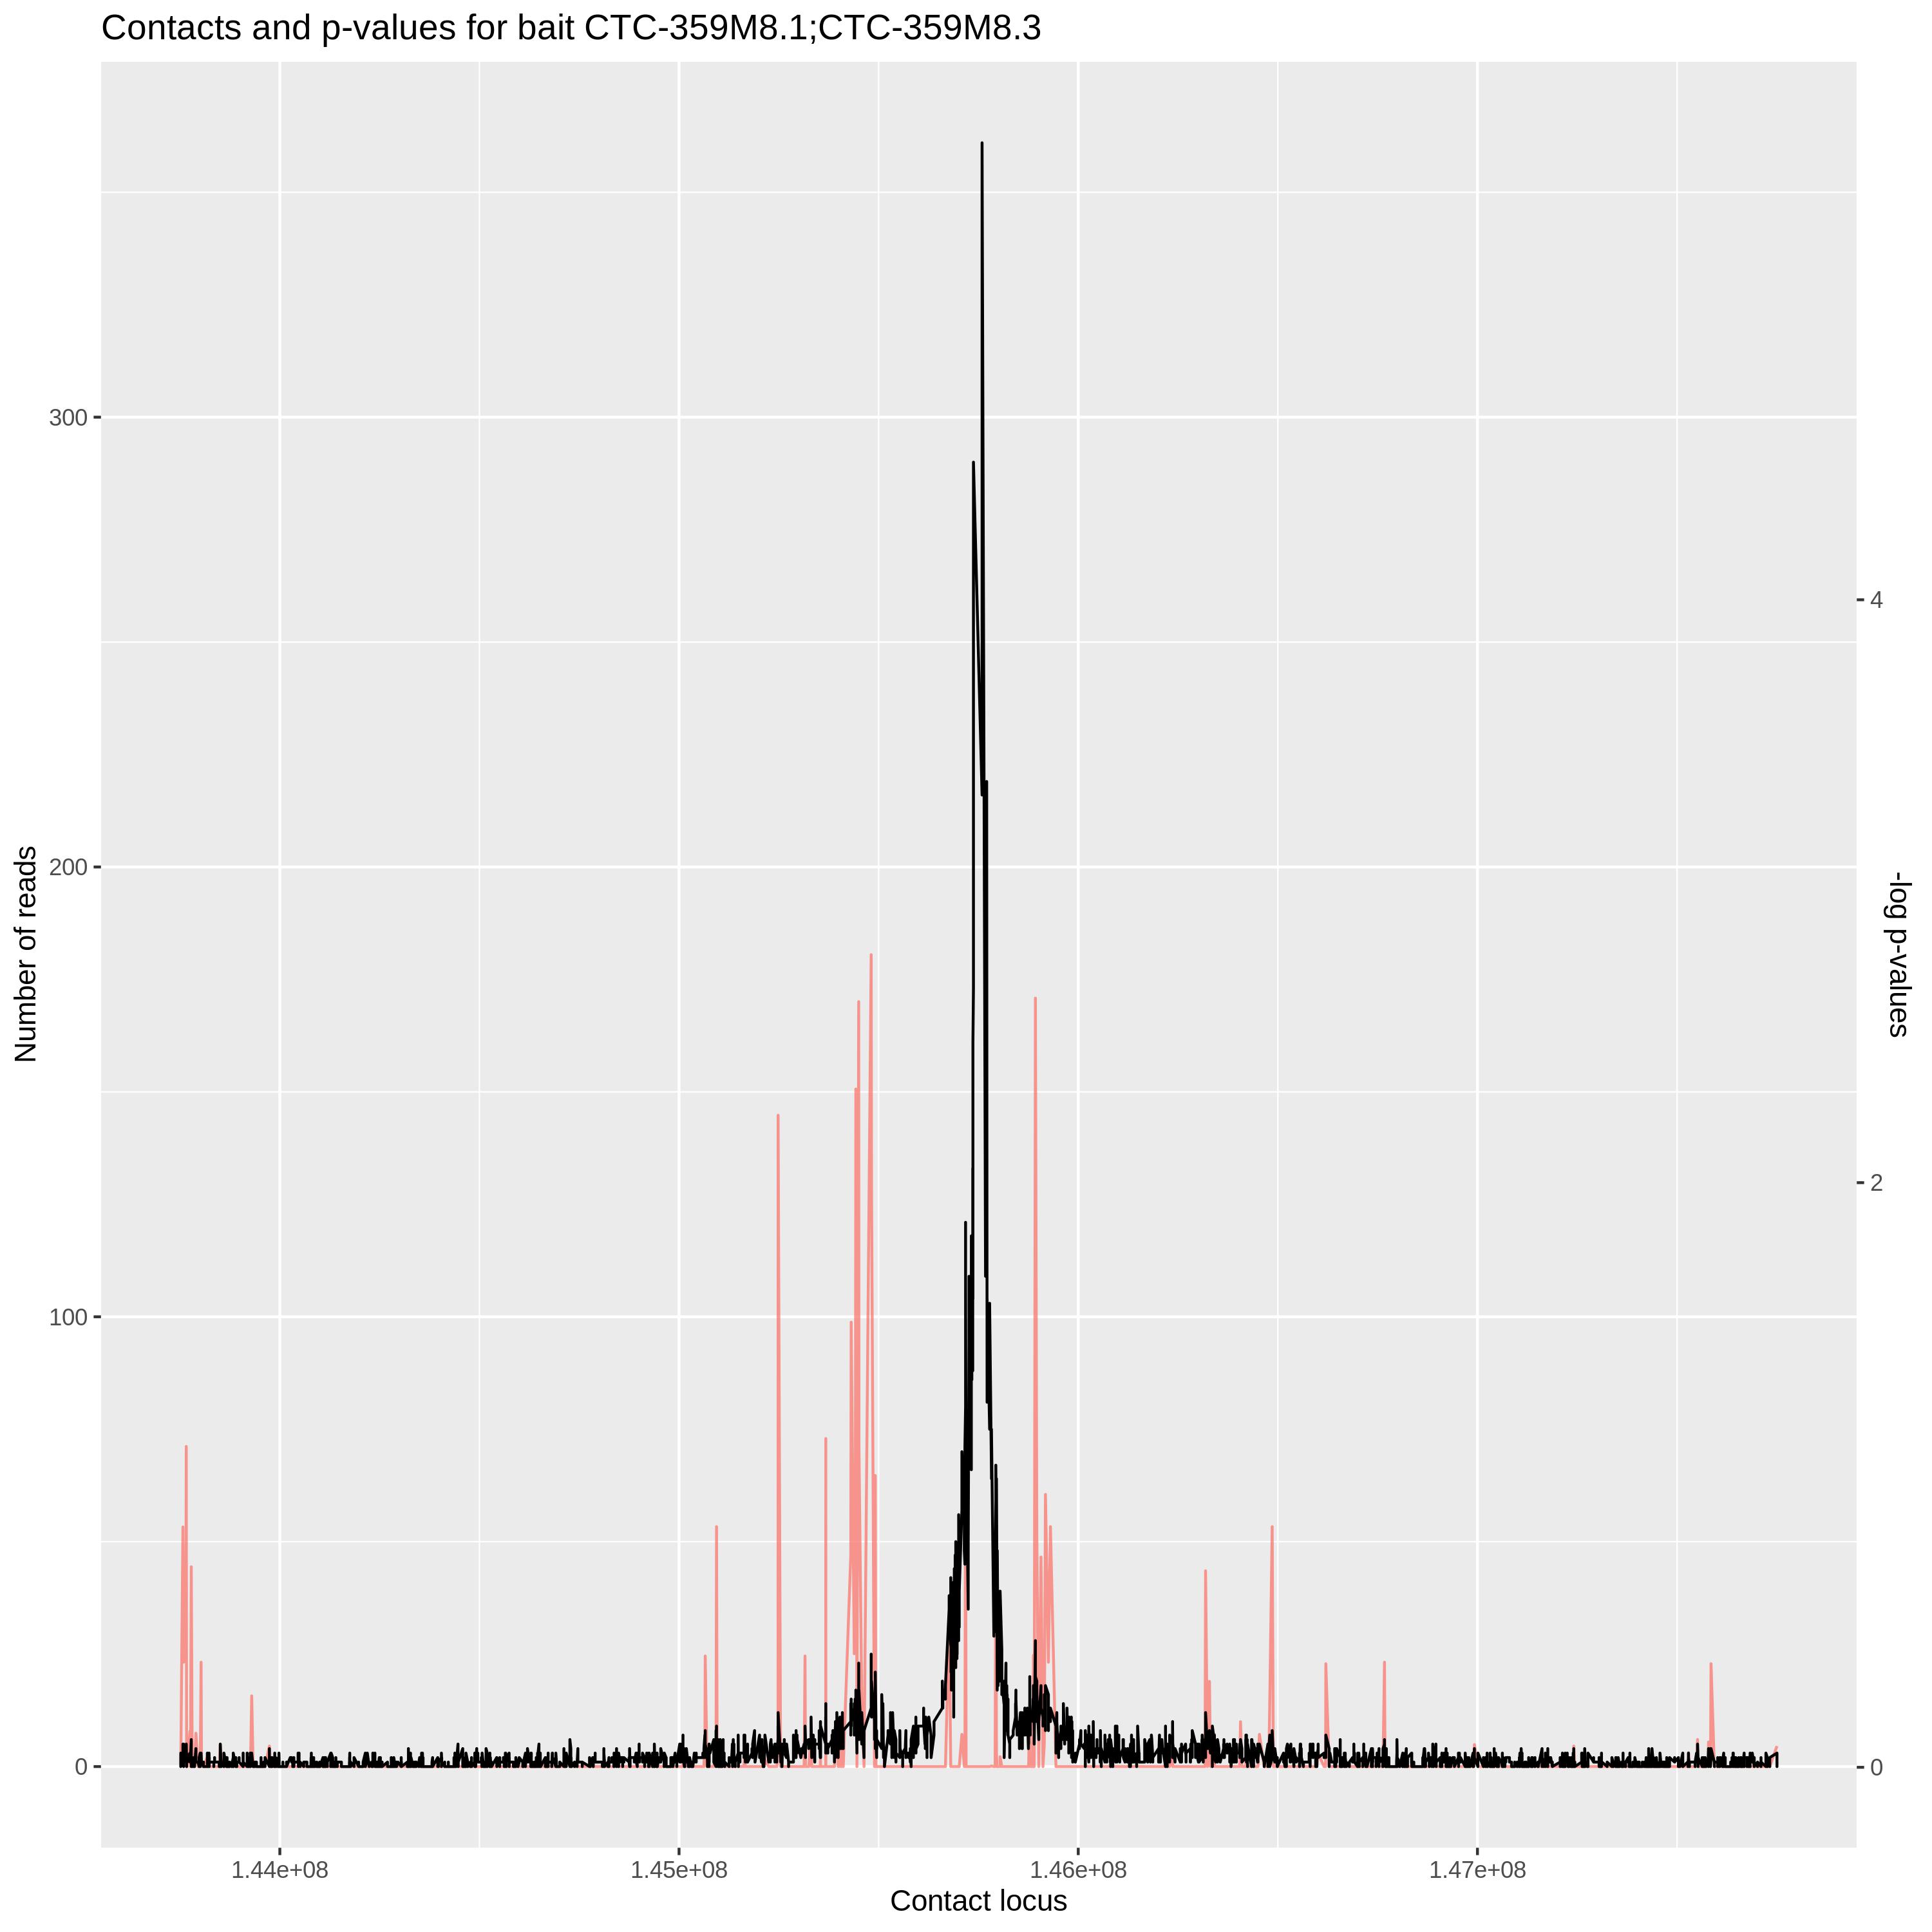 Contacts and p-values for bait CTC-359M8.1;CTC-359M8.3
Number of reads
300
200
100
0
4
2
0
-log p-values
1.44e+08
1.45e+08
1.46e+08
1.47e+08
Contact locus